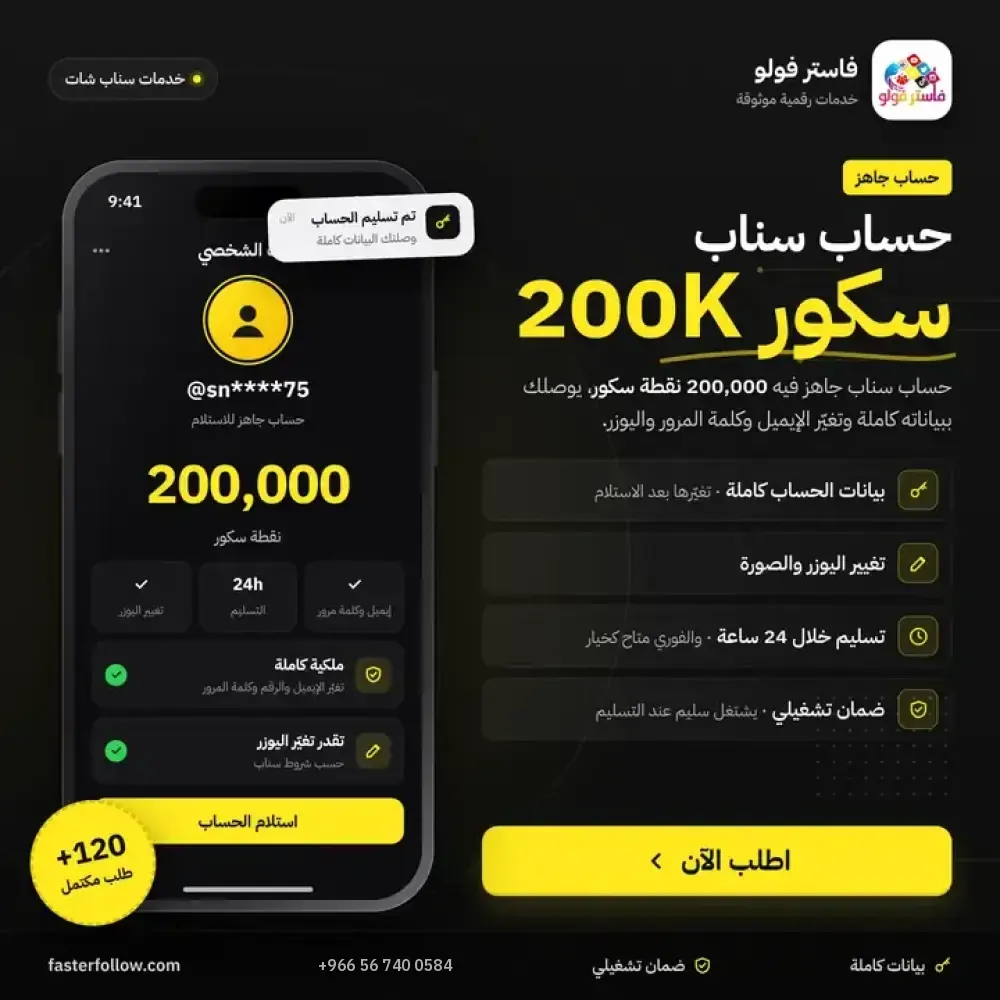 فاستر فولو
خدمات رقمية موثوقة
فاستر فولو
خدمات سناب شات
حساب جاهز
حساب سناب
سكور 200K
حساب سناب جاهز فيه 200,000 نقطة سكور، يوصلك
ببياناته كاملة وتغيّر الإيميل وكلمة المرور واليوزر.
بيانات الحساب كاملة · تغيّرها بعد الاستلام
تغيير اليوزر والصورة
تسليم خلال 24 ساعة · والفوري متاح كخيار
ضمان تشغيلي · يشتغل سليم عند التسليم
اطلب الآن ‹
9:41
تم تسليم الحساب
الآن
وصلتك البيانات كاملة
الشخصي
@sn****75
حساب جاهز للاستلام
200,000
نقطة سكور
إيميل وكلمة مرور
24h
التسليم
تغيير اليوزر
ملكية كاملة
تغيّر الإيميل والرقم وكلمة المرور
تقدر تغيّر اليوزر
حسب شروط سناب
استلام الحساب
+120
طلب مكتمل
بيانات كاملة
ضمان تشغيلي
+966 56 740 0584
fasterfollow.com